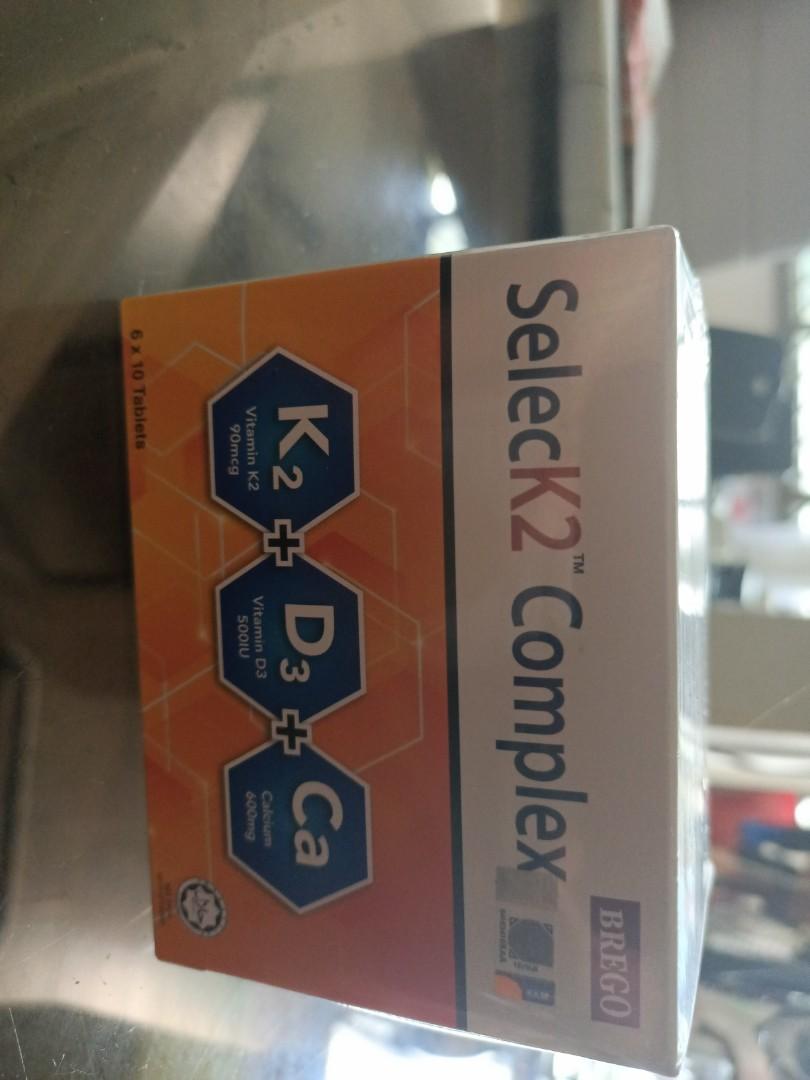 BREGO
SelecK2™ Complex
K2
Vitamin K2
90mcg
+
D3
Vitamin D3
500IU
+
Ca
Calcium
600mg
6 x 10 Tablets